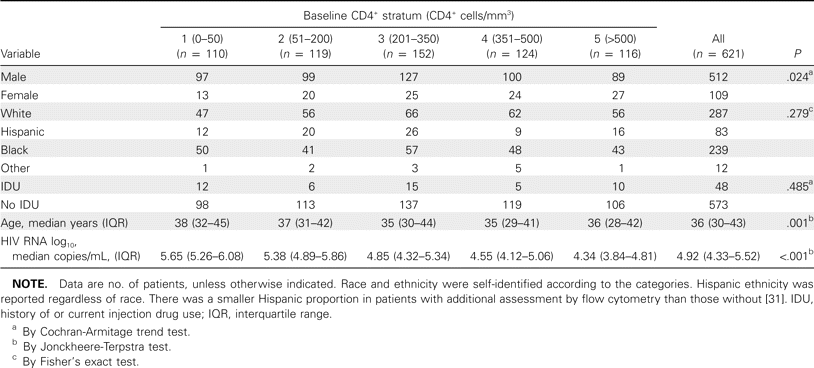 Baseline CD4⁺ stratum (CD4⁺ cells/mm³)
1 (0–50) 2 (51–200) 3 (201–350) 4 (351–500) 5 (>500) All
Variable (n = 110) (n = 119) (n = 152) (n = 124) (n = 116) (n = 621) P
Male 97 99 127 100 89 512 .024ᵃ
Female 13 20 25 24 27 109
White 47 56 66 62 56 287 .279ᶜ
Hispanic 12 20 26 9 16 83
Black 50 41 57 48 43 239
Other 1 2 3 5 1 12
IDU 12 6 15 5 10 48 .485ᵃ
No IDU 98 113 137 119 106 573
Age, median years (IQR) 38 (32–45) 37 (31–42) 35 (30–44) 35 (29–41) 36 (28–42) 36 (30–43) .001ᵇ
HIV RNA log₁₀,
median copies/mL, (IQR) 5.65 (5.26–6.08) 5.38 (4.89–5.86) 4.85 (4.32–5.34) 4.55 (4.12–5.06) 4.34 (3.84–4.81) 4.92 (4.33–5.52) <.001ᵇ
NOTE. Data are no. of patients, unless otherwise indicated. Race and ethnicity were self-identified according to the categories. Hispanic ethnicity was
reported regardless of race. There was a smaller Hispanic proportion in patients with additional assessment by flow cytometry than those without [31]. IDU,
history of or current injection drug use; IQR, interquartile range.
ᵃ By Cochran-Armitage trend test.
ᵇ By Jonckheere-Terpstra test.
ᶜ By Fisher's exact test.